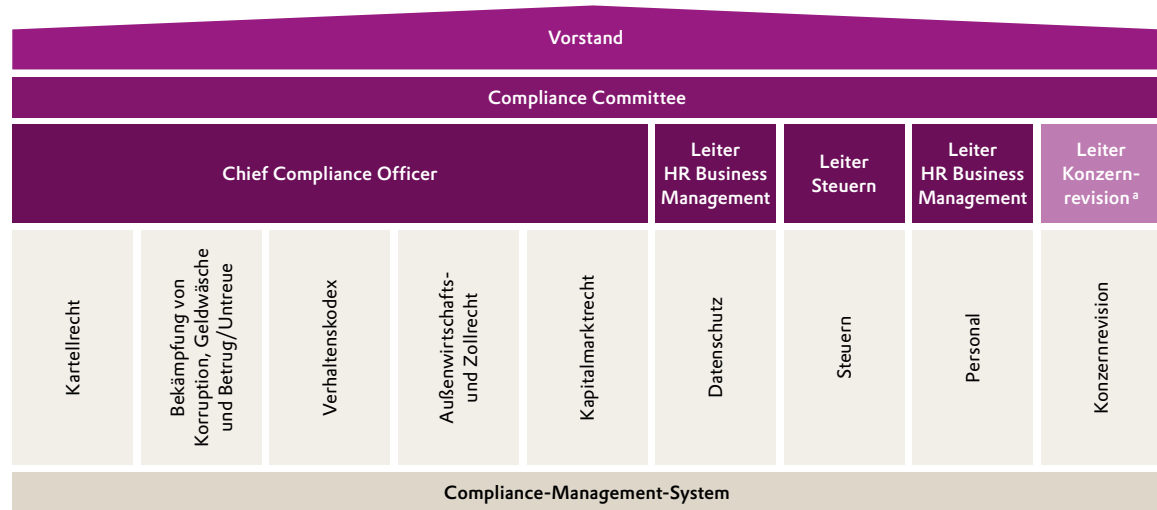 Vorstand
Compliance Committee
Chief Compliance Officer
Leiter
HR Business
Management
Leiter
Steuern
Leiter
HR Business
Management
Leiter
Konzern-
revision a
Kartellrecht
Bekämpfung von
Korruption, Geldwäsche
und Betrug/Untreue
Verhaltenskodex
Außenwirtschafts-
und Zollrecht
Kapitalmarktrecht
Datenschutz
Steuern
Personal
Konzernrevision
Compliance-Management-System